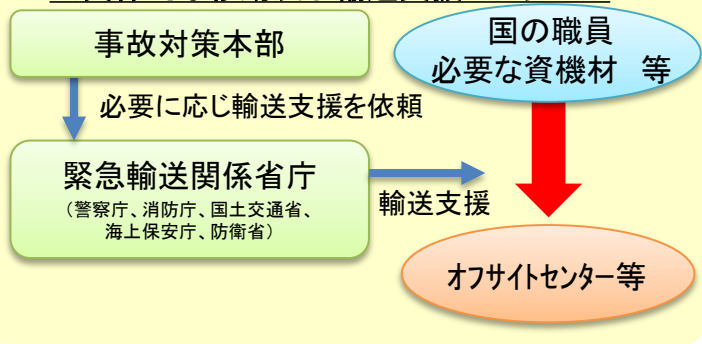 事故対策本部
国の職員
必要な資機材 等
必要に応じ輸送支援を依頼
緊急輸送関係省庁
（警察庁、消防庁、国土交通省、
海上保安庁、防衛省）
輸送支援
オフサイトセンター等